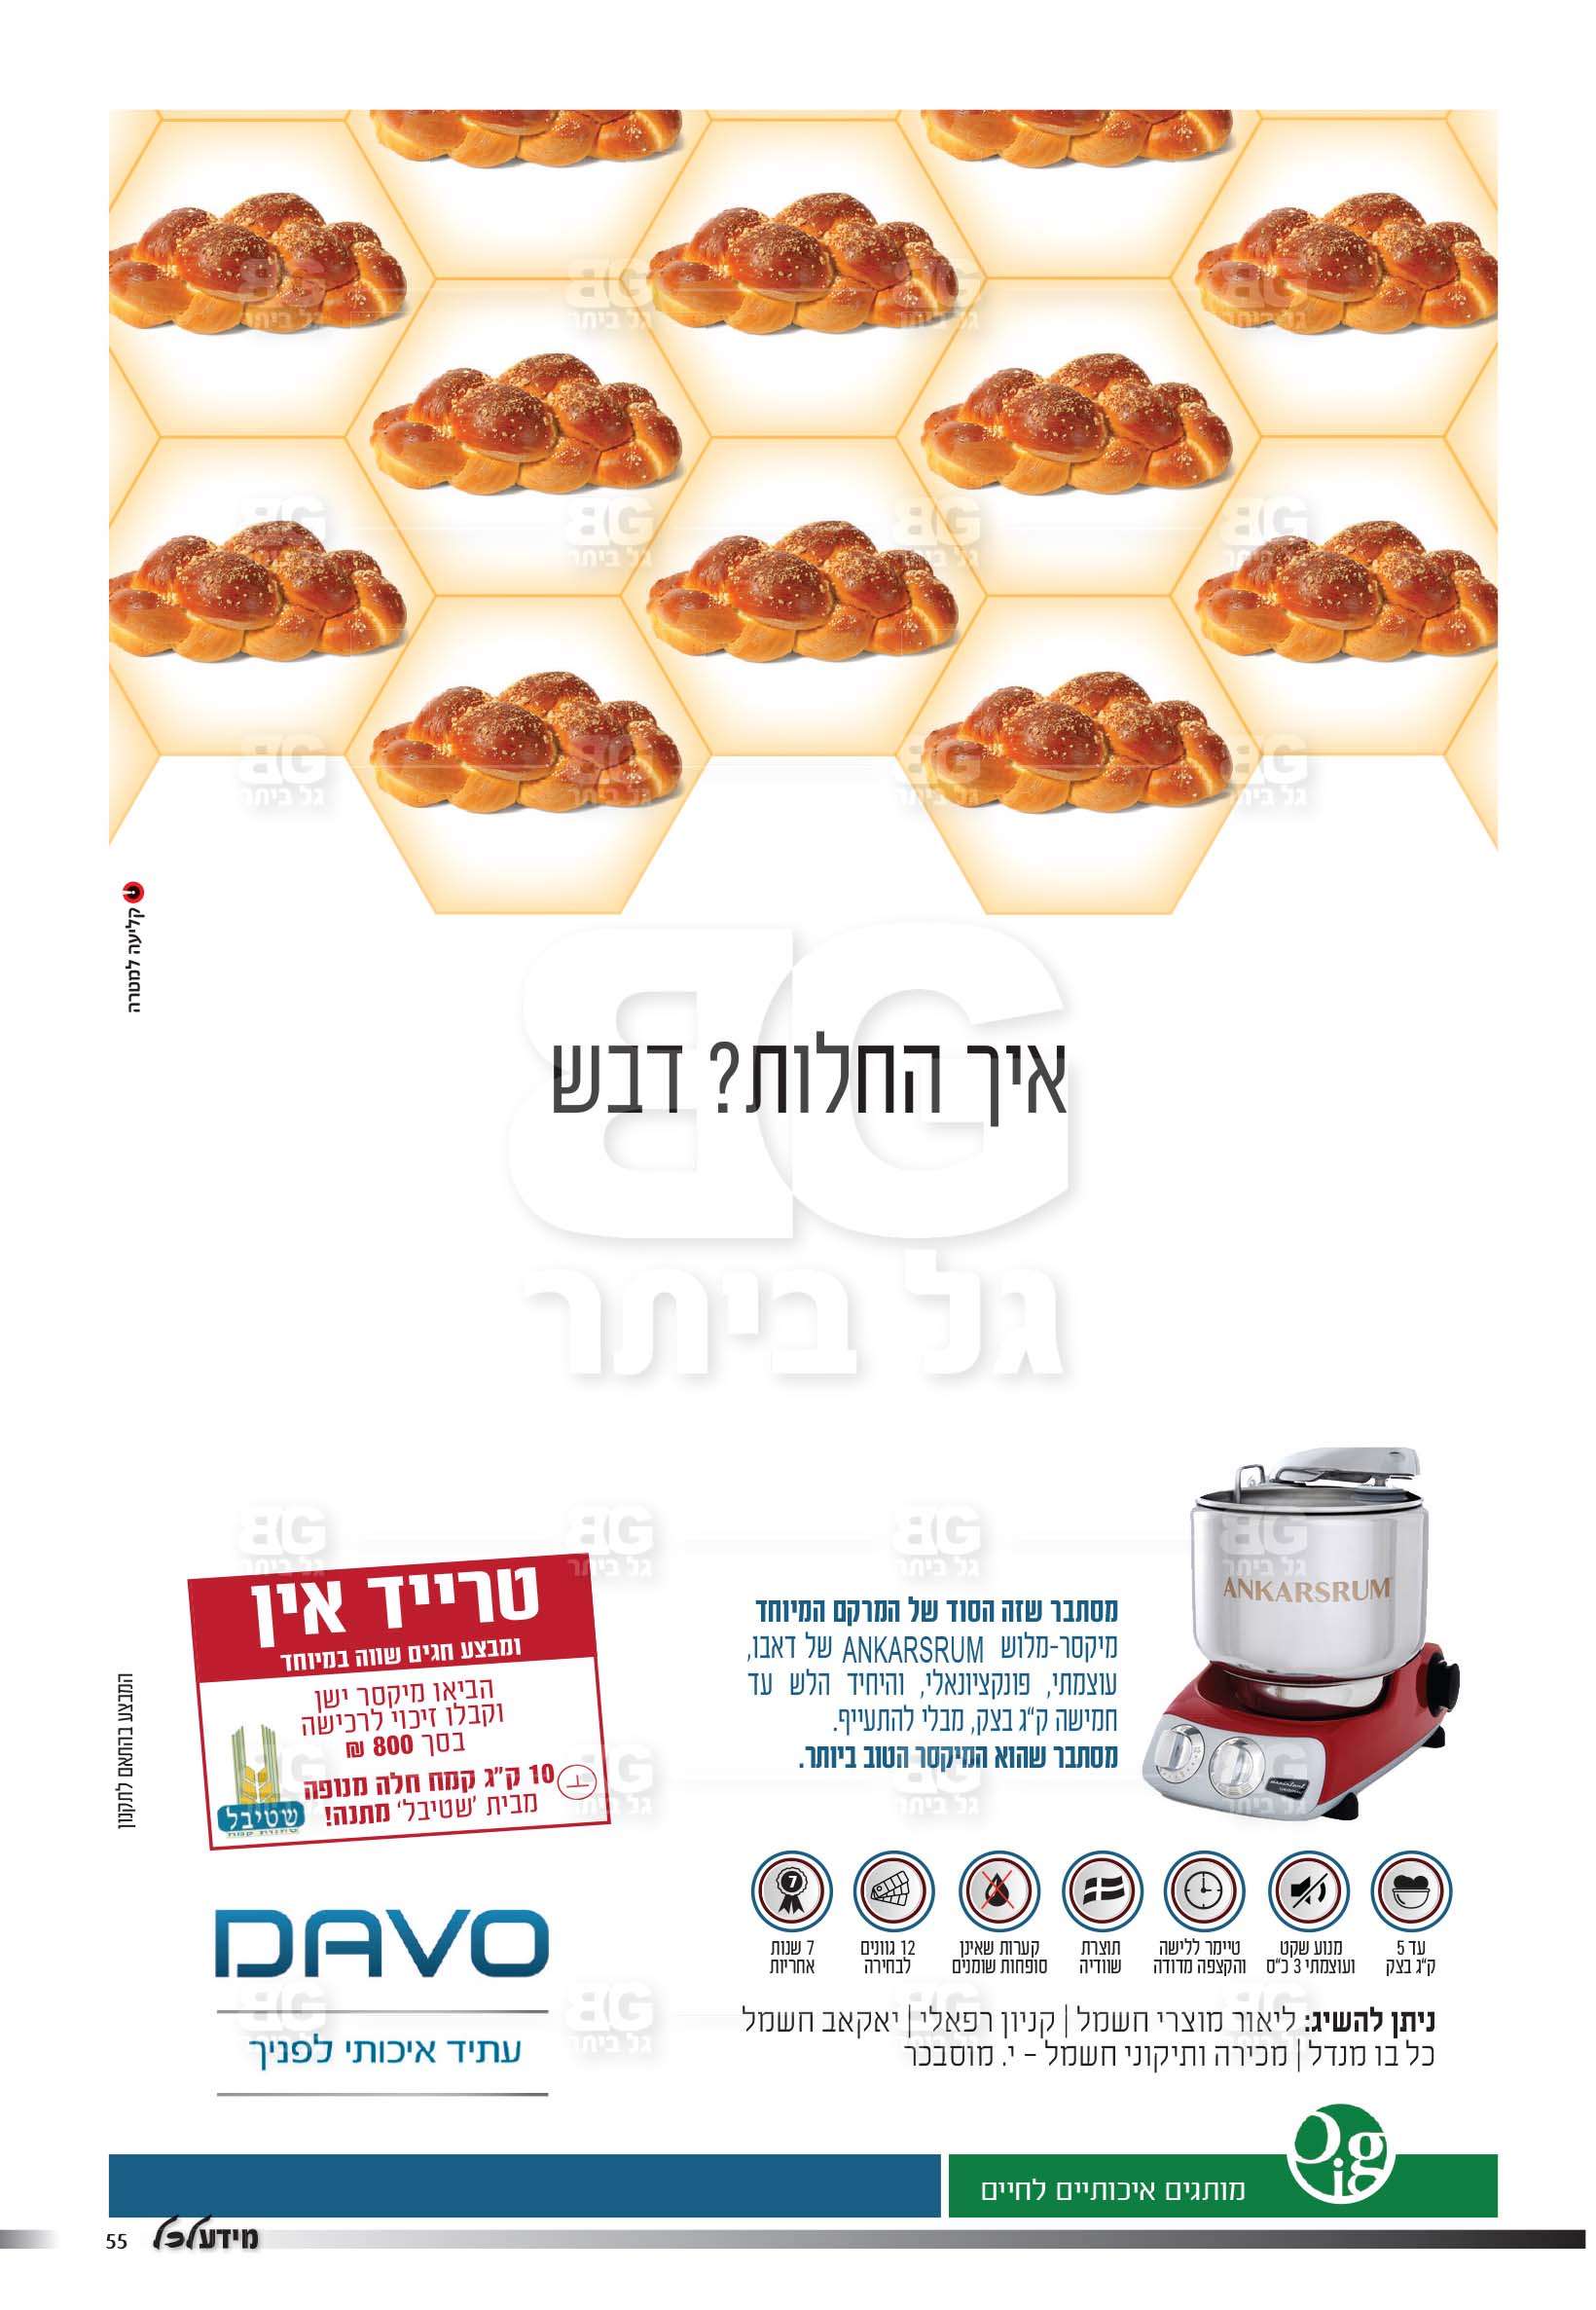 קליעה למטרה
איך החלות? דבש
BG
גל ביתר
ANKARSRUM
מסתבר שזה הסוד של המרקם המיוחד
מיקסר-מלוש ANKARSRUM של דאבו,
עוצמתי, פונקציונאלי, והיחיד הלש עד
חמישה ק"ג בצק, מבלי להתעייף.
מסתבר שהוא המיקסר הטוב ביותר.
טרייד אין
ומבצע חגים שווה במיוחד
הביאו מיקסר ישן
וקבלו זיכוי לרכישה
בסך 800 ₪
10 ק"ג קמח חלה מנופה
מבית 'שטיבל' מתנה!
שטיבל
טחנות קמח
המבצע בהתאם לתקנון
עד 5
ק"ג בצק
מנוע שקט
ועוצמתי 3 כ"ס
טיימר ללישה
והקצפה מדודה
תוצרת
שוודיה
קערות שאינן
סופחות שומנים
12 גוונים
לבחירה
7
7 שנות
אחריות
ניתן להשיג: ליאור מוצרי חשמל | קניון רפאלי | יאקאב חשמל
כל בו מנדל | מכירה ותיקוני חשמל - י. מוסבכר
DAVO
עתיד איכותי לפניך
מותגים איכותיים לחיים
Pig
55 מידע לכל